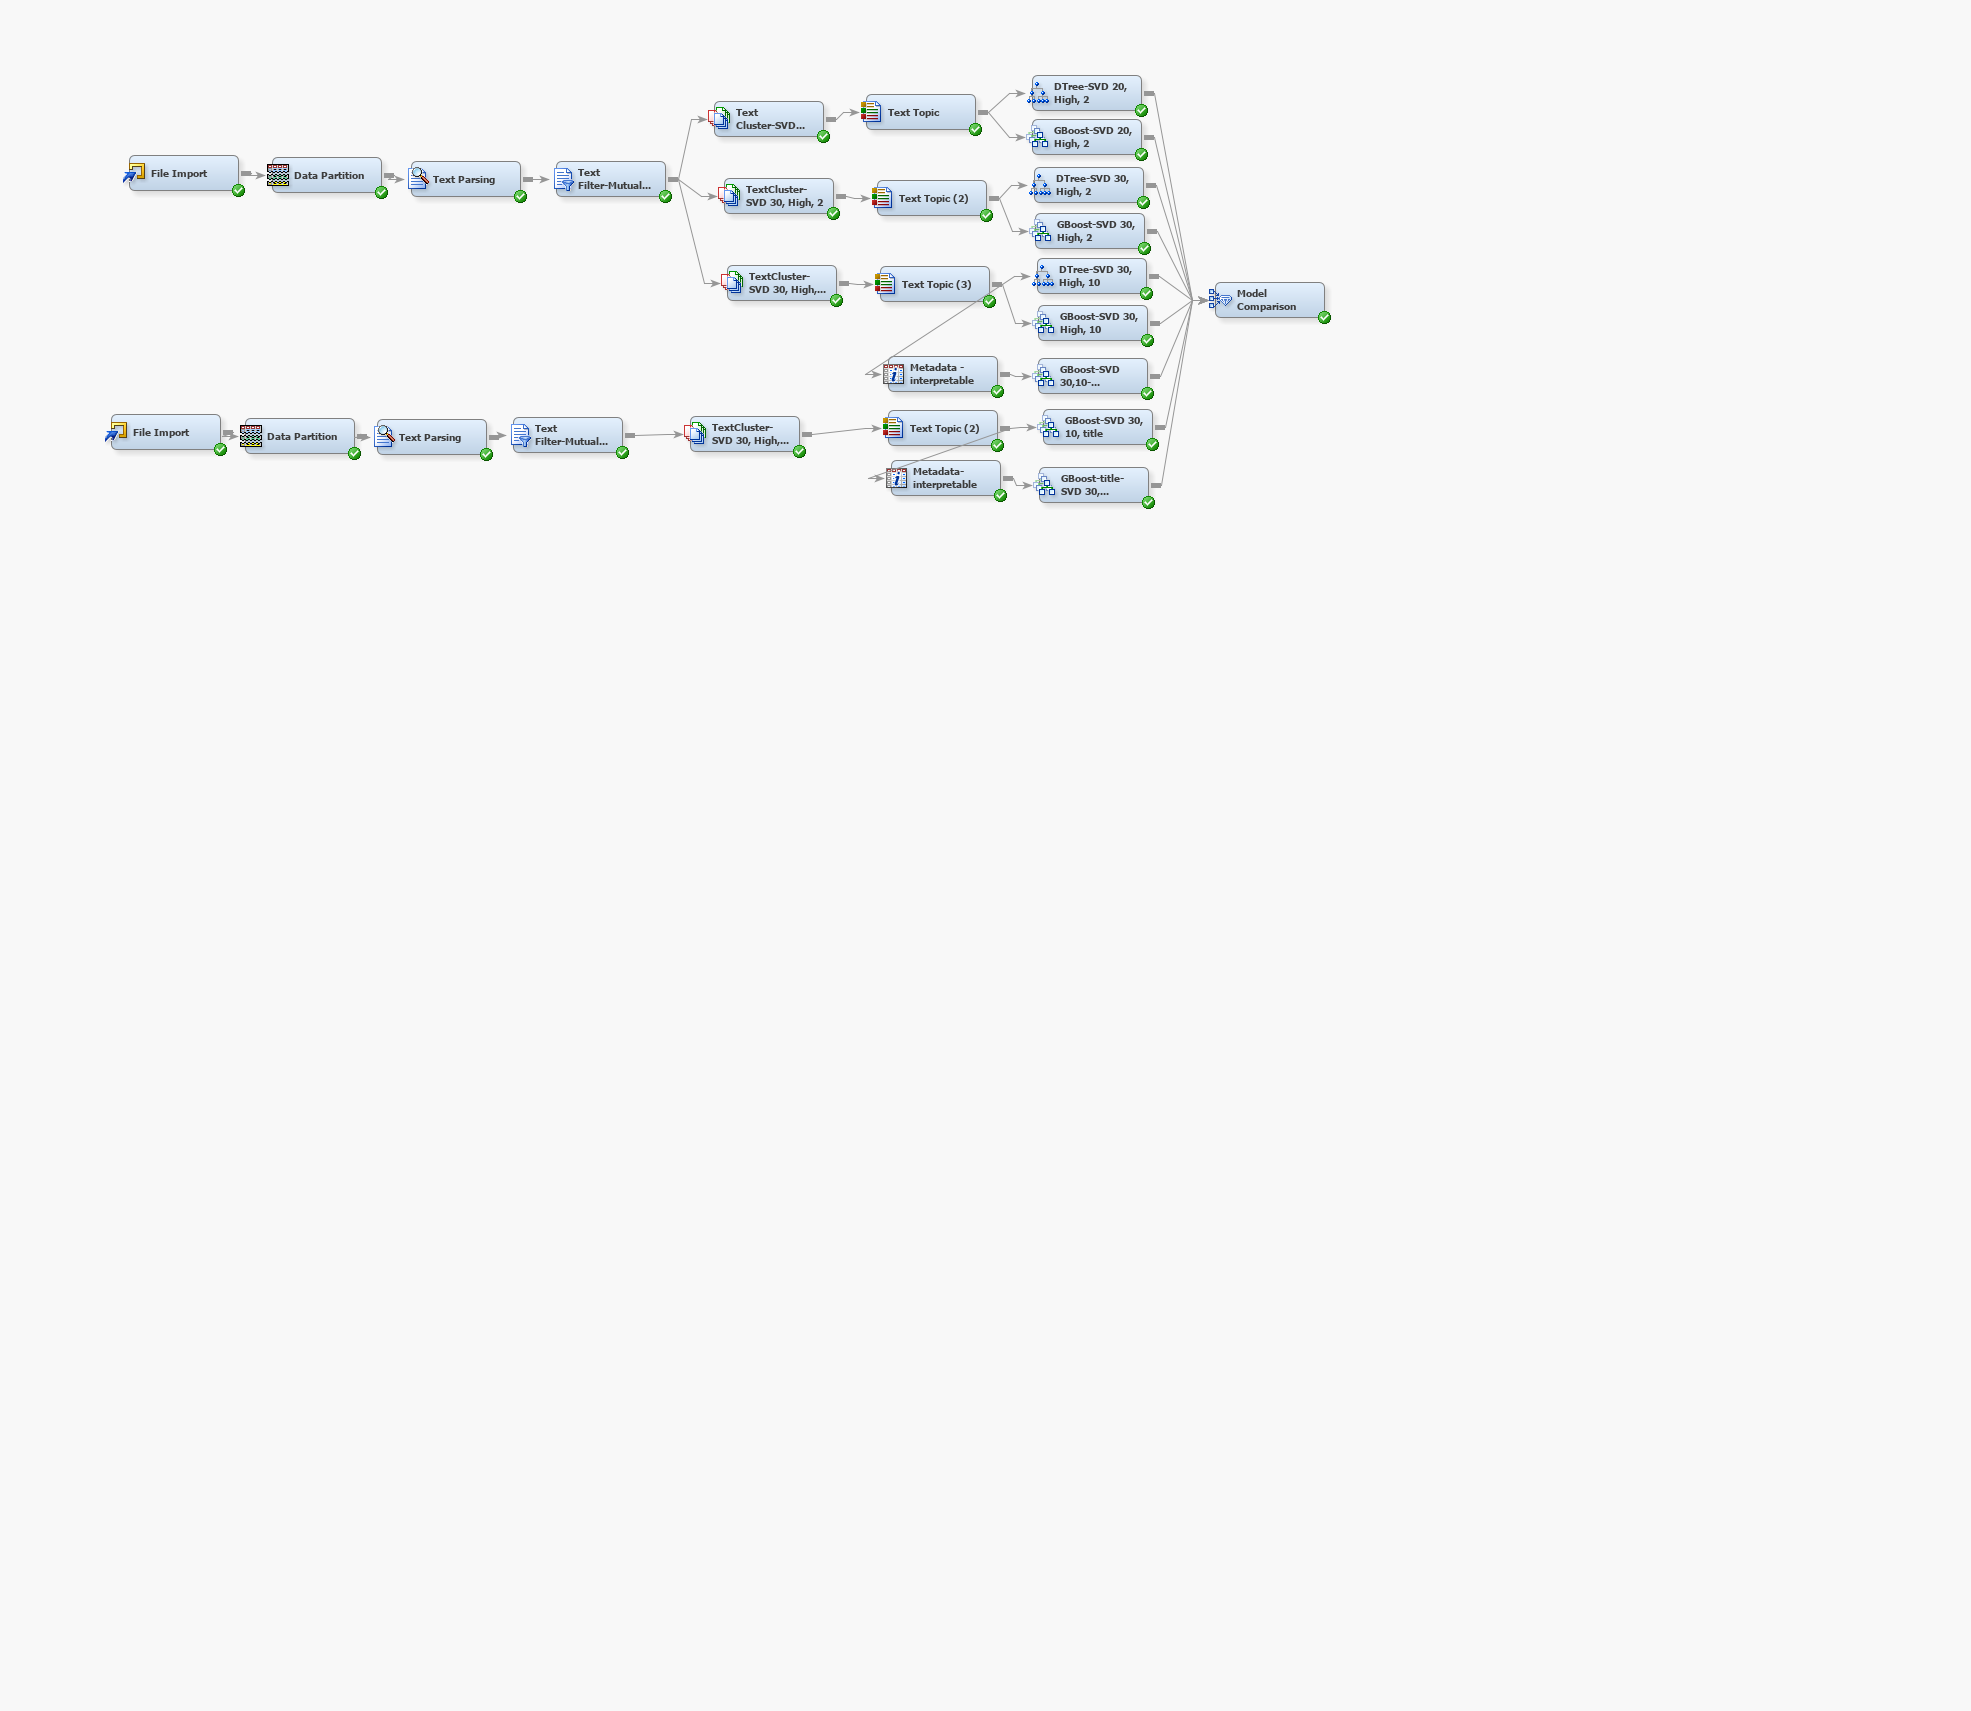 File Import
Data Partition
Text Parsing
Text
Filter-Mutual...
Text
Cluster-SVD...
Text Topic
DTree-SVD 20,
High, 2
GBoost-SVD 20,
High, 2
TextCluster-
SVD 30, High, 2
Text Topic (2)
DTree-SVD 30,
High, 2
GBoost-SVD 30,
High, 2
TextCluster-
SVD 30, High,...
Text Topic (3)
DTree-SVD 30,
High, 10
GBoost-SVD 30,
High, 10
Model
Comparison
Metadata -
interpretable
GBoost-SVD
30,10-...
File Import
Data Partition
Text Parsing
Text
Filter-Mutual...
TextCluster-
SVD 30, High,...
Text Topic (2)
GBoost-SVD 30,
10, title
Metadata-
interpretable
GBoost-title-
SVD 30,...